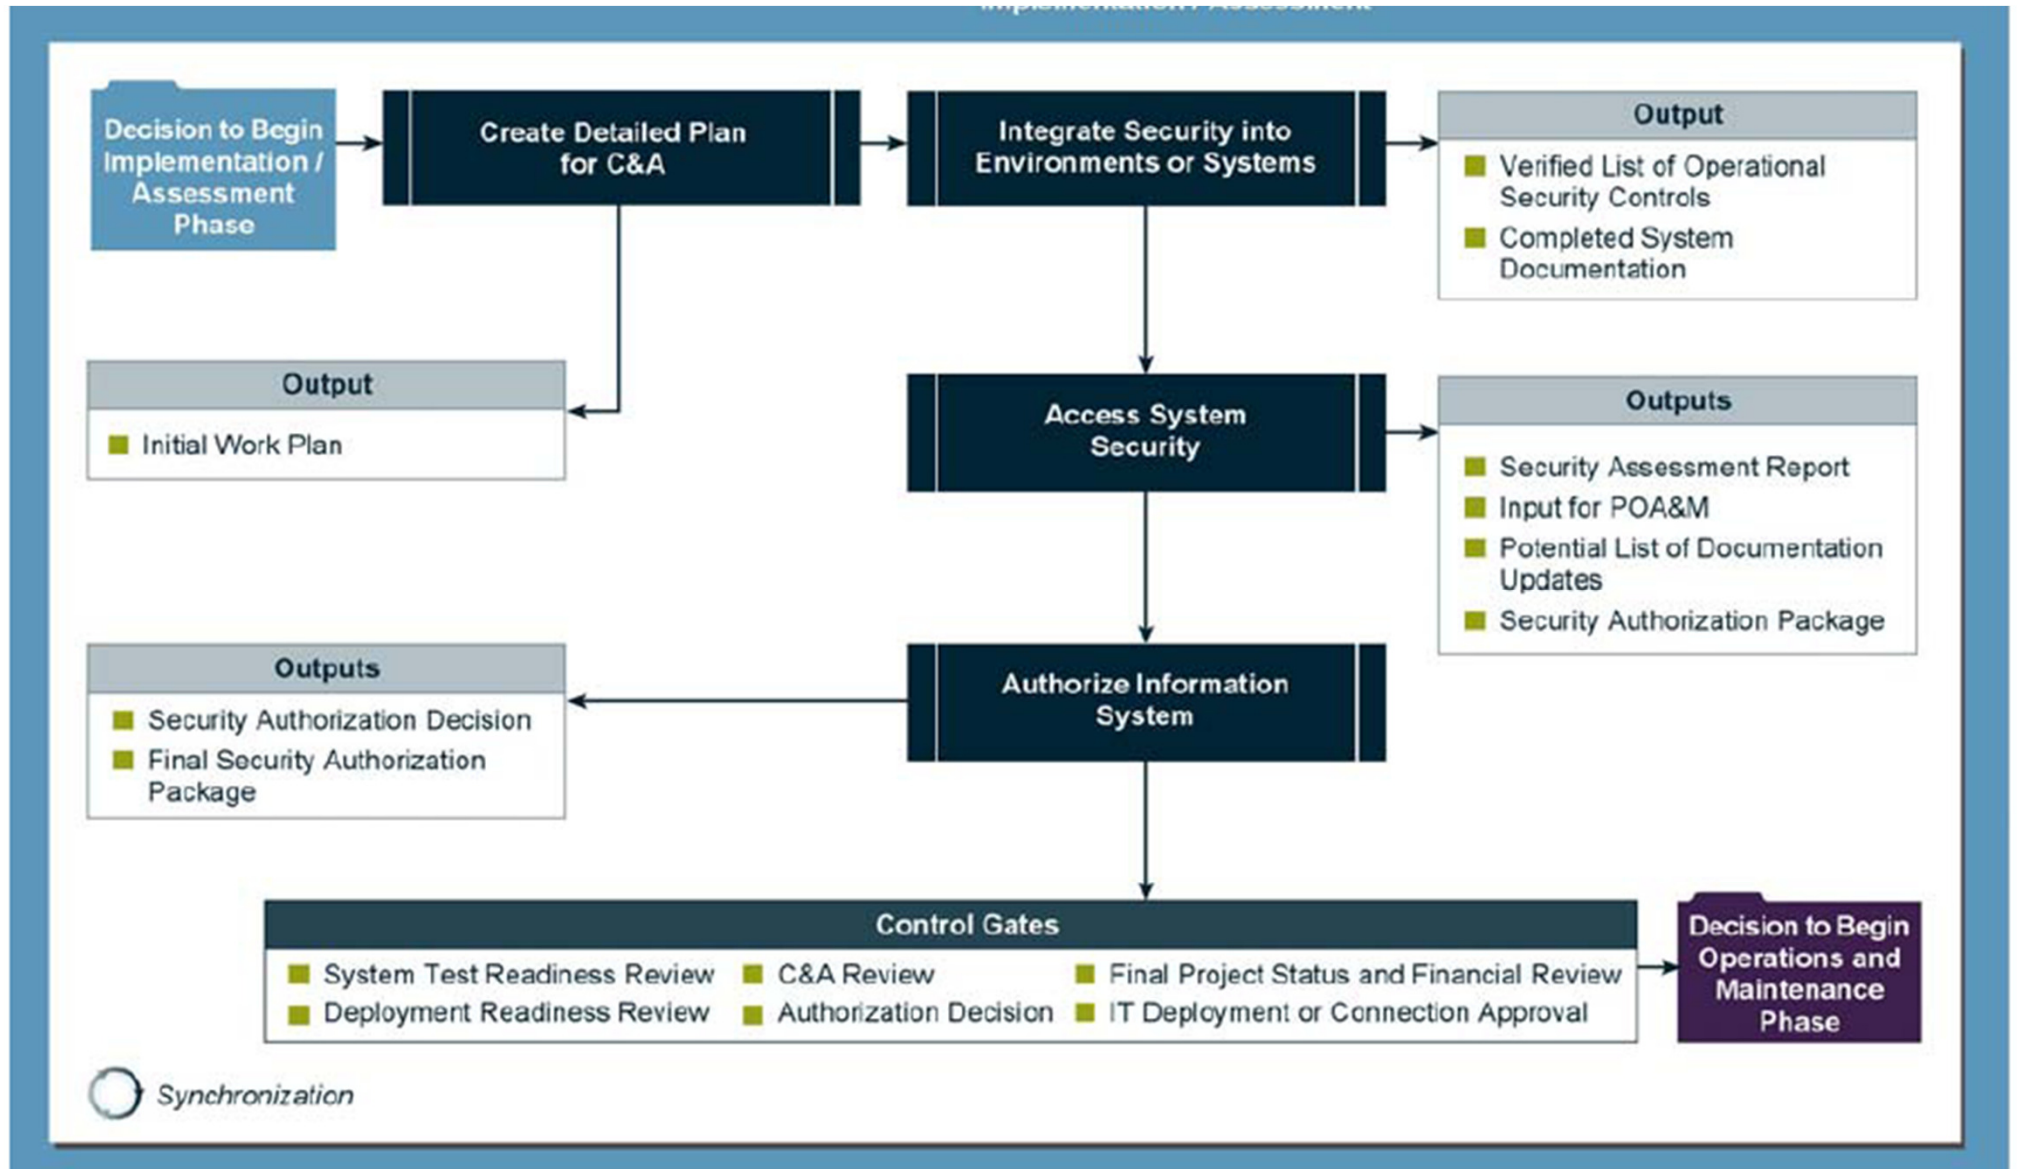 Implementation / Assessment
Decision to Begin
Implementation /
Assessment
Phase
Create Detailed Plan
for C&A
Integrate Security into
Environments or Systems
Output
Verified List of Operational
Security Controls
Completed System
Documentation
Output
Initial Work Plan
Access System
Security
Outputs
Security Assessment Report
Input for POA&M
Potential List of Documentation
Updates
Security Authorization Package
Outputs
Security Authorization Decision
Final Security Authorization
Package
Authorize Information
System
Control Gates
System Test Readiness Review
C&A Review
Final Project Status and Financial Review
Deployment Readiness Review
Authorization Decision
IT Deployment or Connection Approval
Decision to Begin
Operations and
Maintenance
Phase
Synchronization